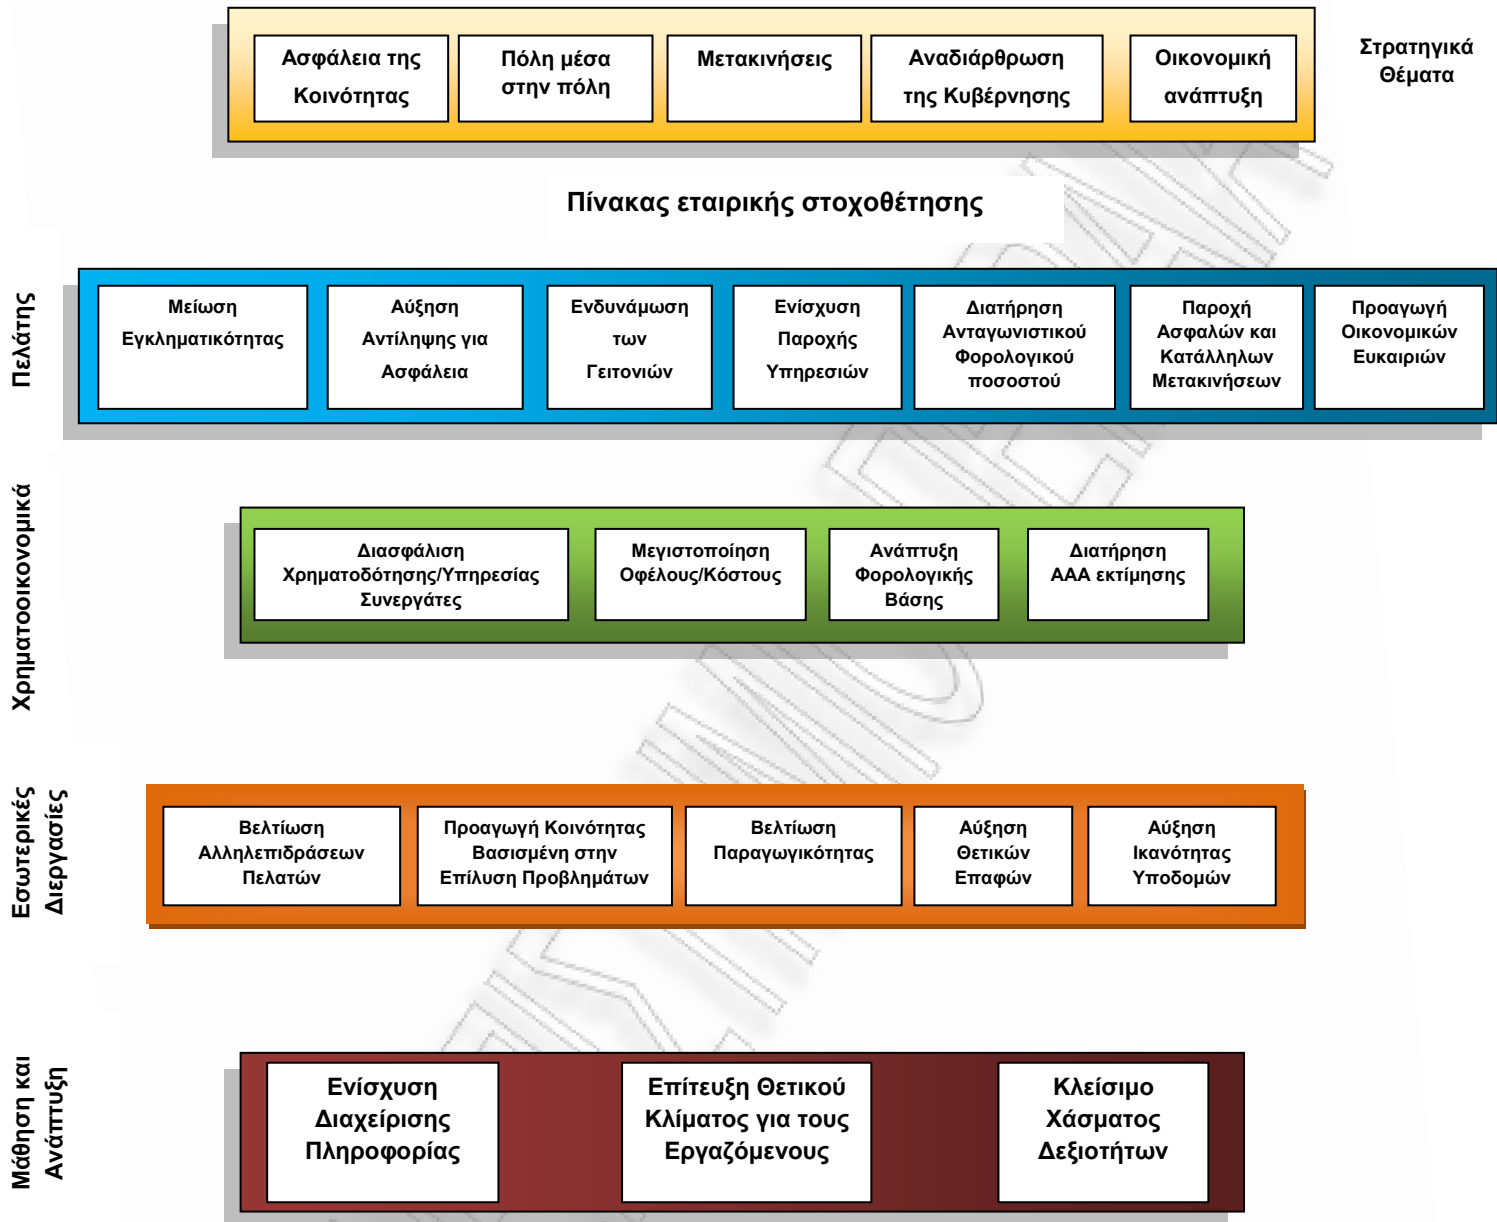 Ασφάλεια της
Κοινότητας
Πόλη μέσα
στην πόλη
Μετακινήσεις
Αναδιάρθρωση
της Κυβέρνησης
Οικονομική
ανάπτυξη
Στρατηγικά
Θέματα
Πίνακας εταιρικής στοχοθέτησης
Πελάτης
Μείωση
Εγκληματικότητας
Αύξηση
Αντίληψης για
Ασφάλεια
Ενδυνάμωση
των
Γειτονιών
Ενίσχυση
Παροχής
Υπηρεσιών
Διατήρηση
Ανταγωνιστικού
Φορολογικού
ποσοστού
Παροχή
Ασφαλών και
Κατάλληλων
Μετακινήσεων
Προαγωγή
Οικονομικών
Ευκαιριών
Χρηματοοικονομικά
Διασφάλιση
Χρηματοδότησης/Υπηρεσίας
Συνεργάτες
Μεγιστοποίηση
Οφέλους/Κόστους
Ανάπτυξη
Φορολογικής
Βάσης
Διατήρηση
ΑΑΑ εκτίμησης
Εσωτερικές
Διεργασίες
Βελτίωση
Αλληλεπιδράσεων
Πελατών
Προαγωγή Κοινότητας
Βασισμένη στην
Επίλυση Προβλημάτων
Βελτίωση
Παραγωγικότητας
Αύξηση
Θετικών
Επαφών
Αύξηση
Ικανότητας
Υποδομών
Μάθηση και
Ανάπτυξη
Ενίσχυση
Διαχείρισης
Πληροφορίας
Επίτευξη Θετικού
Κλίματος για τους
Εργαζόμενους
Κλείσιμο
Χάσματος
Δεξιοτήτων